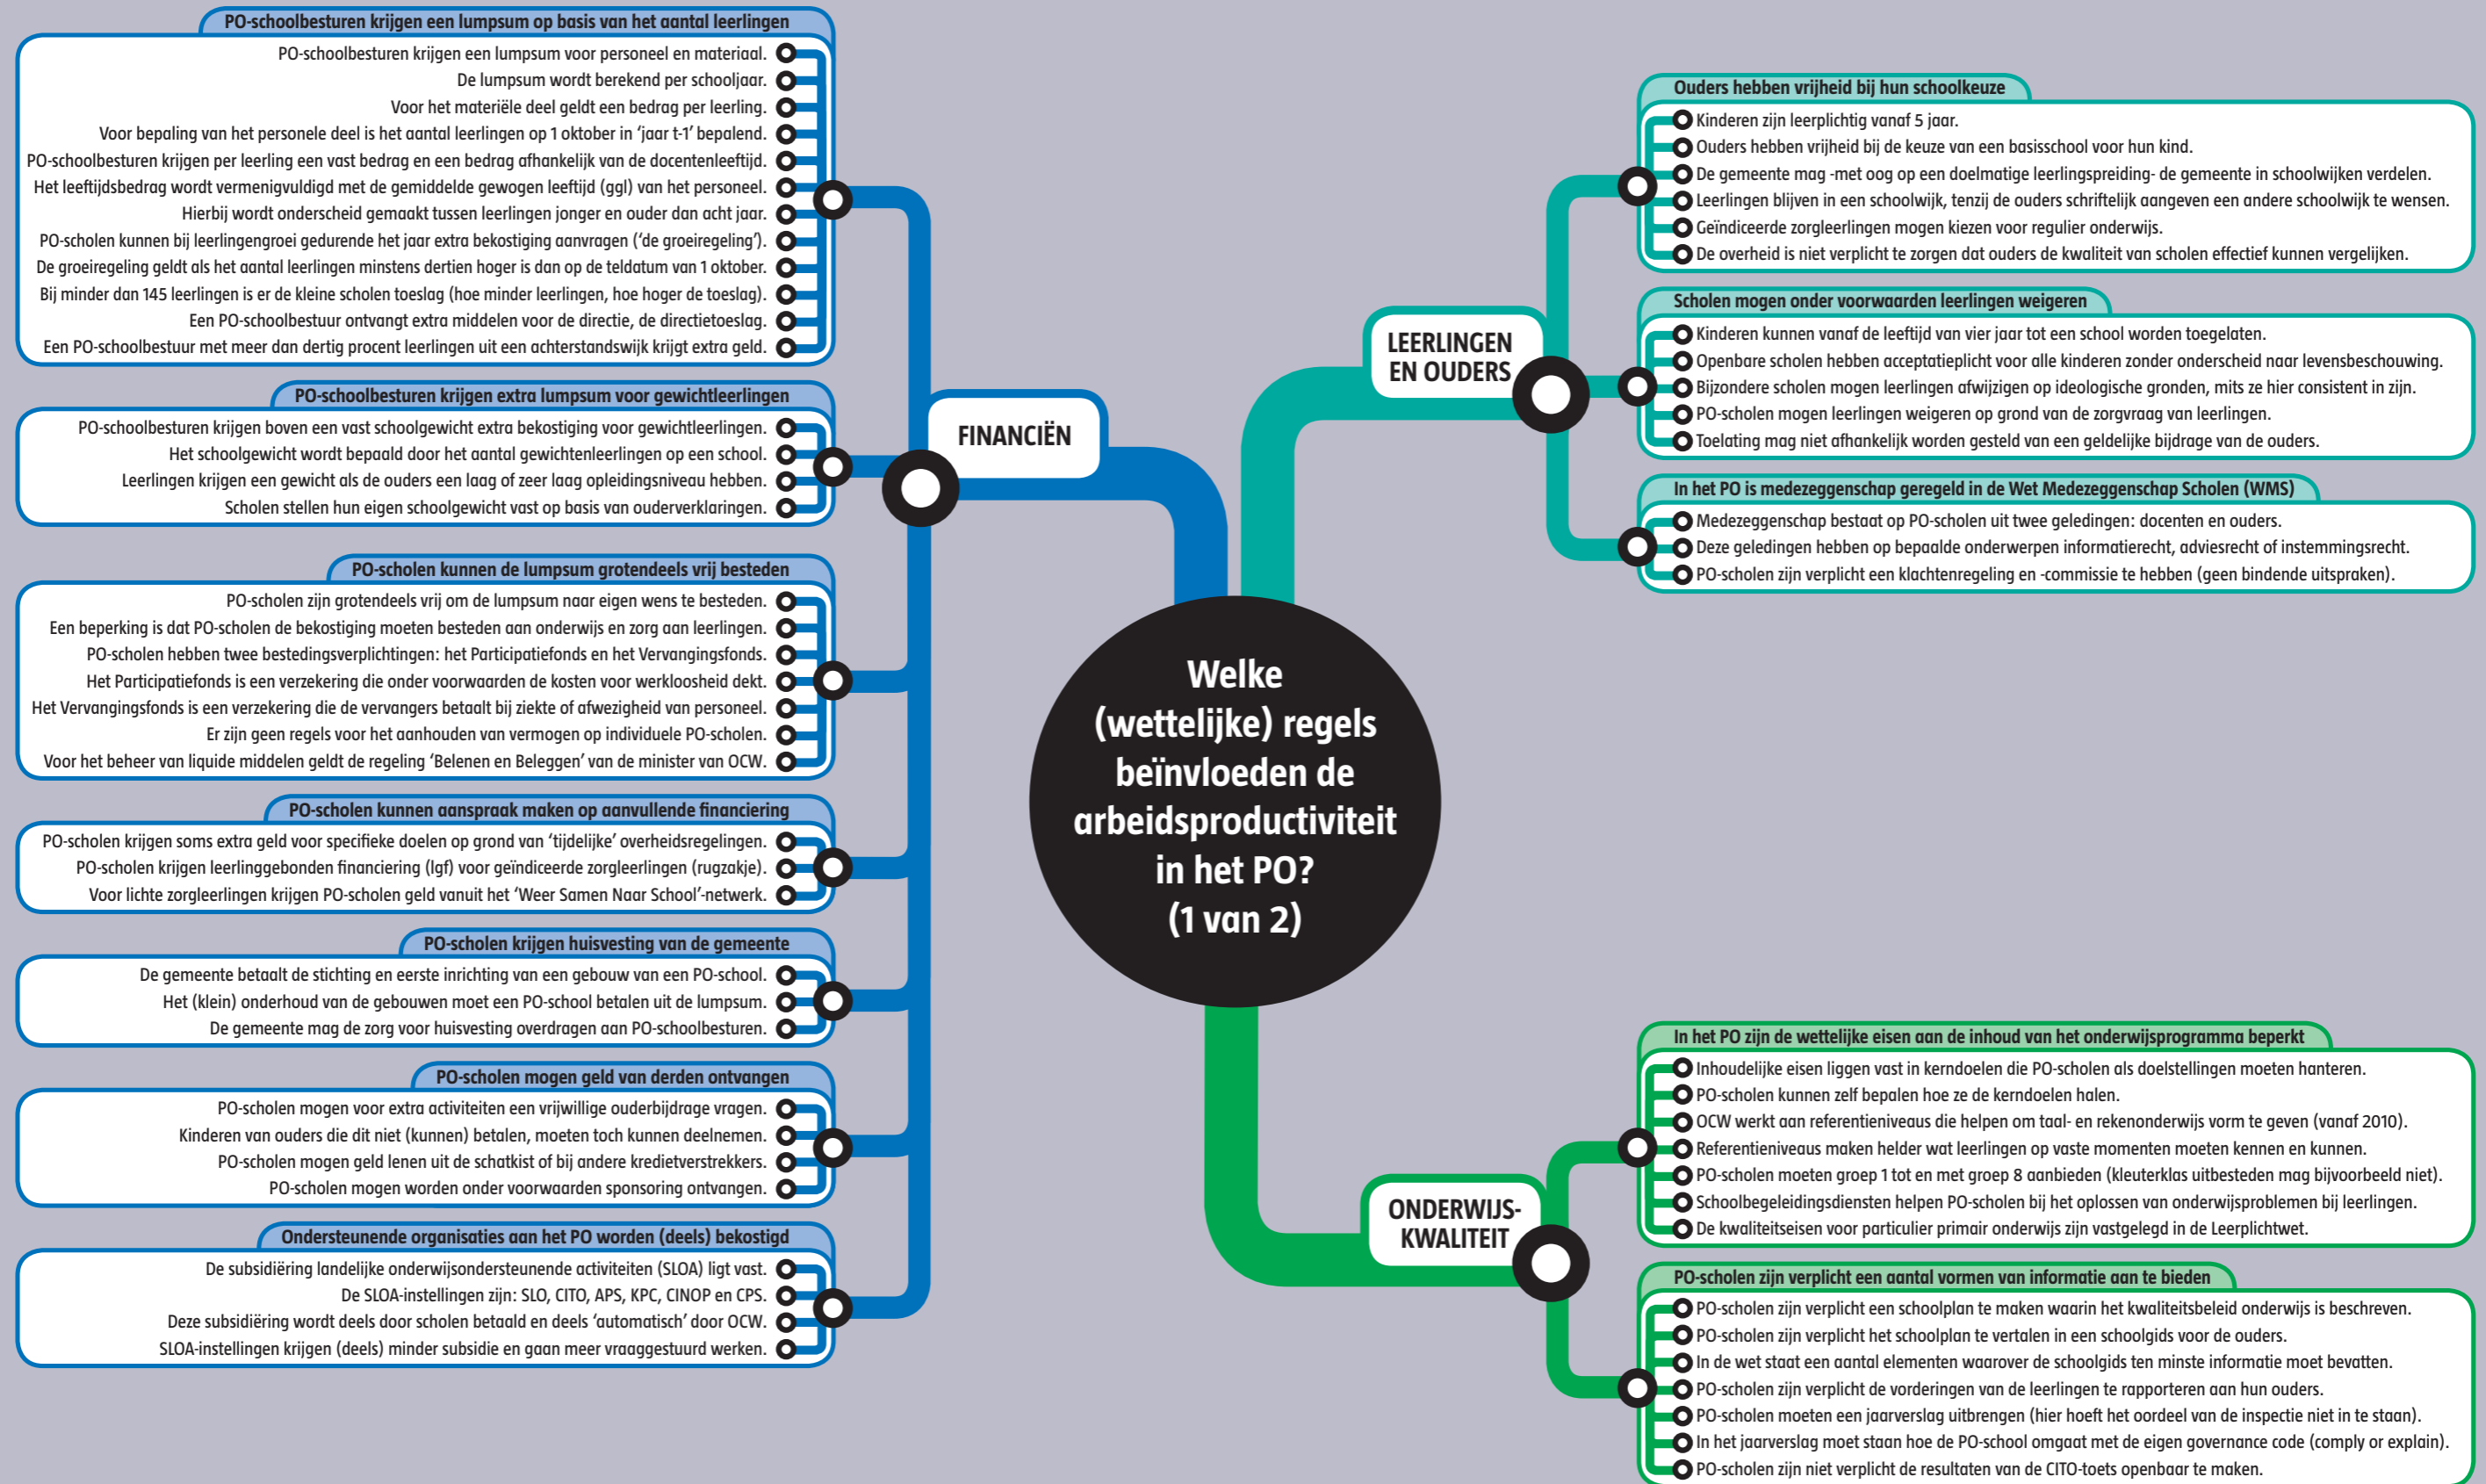 PO-schoolbesturen krijgen een lumpsum op basis van het aantal leerlingen
PO-schoolbesturen krijgen een lumpsum voor personeel en materiaal.
De lumpsum wordt berekend per schooljaar.
Voor het materiële deel geldt een bedrag per leerling.
Voor bepaling van het personele deel is het aantal leerlingen op 1 oktober in ‘jaar t-1’ bepalend.
PO-schoolbesturen krijgen per leerling een vast bedrag en een bedrag afhankelijk van de docentenleeftijd.
Het leeftijdsbedrag wordt vermenigvuldigd met de gemiddelde gewogen leeftijd (ggl) van het personeel.
Hierbij wordt onderscheid gemaakt tussen leerlingen jonger en ouder dan acht jaar.
PO-scholen kunnen bij leerlingengroei gedurende het jaar extra bekostiging aanvragen (‘de groeiregeling’).
De groeiregeling geldt als het aantal leerlingen minstens dertien hoger is dan op de teldatum van 1 oktober.
Bij minder dan 145 leerlingen is er de kleine scholen toeslag (hoe minder leerlingen, hoe hoger de toeslag).
Een PO-schoolbestuur ontvangt extra middelen voor de directie, de directietoeslag.
Een PO-schoolbestuur met meer dan dertig procent leerlingen uit een achterstandswijk krijgt extra geld.
PO-schoolbesturen krijgen extra lumpsum voor gewichtleerlingen
PO-schoolbesturen krijgen boven een vast schoolgewicht extra bekostiging voor gewichtleerlingen.
Het schoolgewicht wordt bepaald door het aantal gewichtenleerlingen op een school.
Leerlingen krijgen een gewicht als de ouders een laag of zeer laag opleidingsniveau hebben.
Scholen stellen hun eigen schoolgewicht vast op basis van ouderverklaringen.
PO-scholen kunnen de lumpsum grotendeels vrij besteden
PO-scholen zijn grotendeels vrij om de lumpsum naar eigen wens te besteden.
Een beperking is dat PO-scholen de bekostiging moeten besteden aan onderwijs en zorg aan leerlingen.
PO-scholen hebben twee bestedingsverplichtingen: het Participatiefonds en het Vervangingsfonds.
Het Participatiefonds is een verzekering die onder voorwaarden de kosten voor werkloosheid dekt.
Het Vervangingsfonds is een verzekering die de vervangers betaalt bij ziekte of afwezigheid van personeel.
Er zijn geen regels voor het aanhouden van vermogen op individuele PO-scholen.
Voor het beheer van liquide middelen geldt de regeling ‘Belenen en Beleggen’ van de minister van OCW.
PO-scholen kunnen aanspraak maken op aanvullende financiering
PO-scholen krijgen soms extra geld voor specifieke doelen op grond van ‘tijdelijke’ overheidsregelingen.
PO-scholen krijgen leerlinggebonden financiering (lgf) voor geïndiceerde zorgleerlingen (rugzakje).
Voor lichte zorgleerlingen krijgen PO-scholen geld vanuit het ‘Weer Samen Naar School’-netwerk.
PO-scholen krijgen huisvesting van de gemeente
De gemeente betaalt de stichting en eerste inrichting van een gebouw van een PO-school.
Het (klein) onderhoud van de gebouwen moet een PO-school betalen uit de lumpsum.
De gemeente mag de zorg voor huisvesting overdragen aan PO-schoolbesturen.
PO-scholen mogen geld van derden ontvangen
PO-scholen mogen voor extra activiteiten een vrijwillige ouderbijdrage vragen.
Kinderen van ouders die dit niet (kunnen) betalen, moeten toch kunnen deelnemen.
PO-scholen mogen geld lenen uit de schatkist of bij andere kredietverstrekkers.
PO-scholen mogen worden onder voorwaarden sponsoring ontvangen.
Ondersteunende organisaties aan het PO worden (deels) bekostigd
De subsidiëring landelijke onderwijsondersteunende activiteiten (SLOA) ligt vast.
De SLOA-instellingen zijn: SLO, CITO, APS, KPC, CINOP en CPS.
Deze subsidiëring wordt deels door scholen betaald en deels ‘automatisch’ door OCW.
SLOA-instellingen krijgen (deels) minder subsidie en gaan meer vraaggestuurd werken.
FINANCIËN
Welke
(wettelijke) regels
beïnvloeden de
arbeidsproductiviteit
in het PO?
(1 van 2)
LEERLINGEN
EN OUDERS
Ouders hebben vrijheid bij hun schoolkeuze
Kinderen zijn leerplichtig vanaf 5 jaar.
Ouders hebben vrijheid bij de keuze van een basisschool voor hun kind.
De gemeente mag -met oog op een doelmatige leerlingspreiding- de gemeente in schoolwijken verdelen.
Leerlingen blijven in een schoolwijk, tenzij de ouders schriftelijk aangeven een andere schoolwijk te wensen.
Geïndiceerde zorgleerlingen mogen kiezen voor regulier onderwijs.
De overheid is niet verplicht te zorgen dat ouders de kwaliteit van scholen effectief kunnen vergelijken.
Scholen mogen onder voorwaarden leerlingen weigeren
Kinderen kunnen vanaf de leeftijd van vier jaar tot een school worden toegelaten.
Openbare scholen hebben acceptatieplicht voor alle kinderen zonder onderscheid naar levensbeschouwing.
Bijzondere scholen mogen leerlingen afwijzigen op ideologische gronden, mits ze hier consistent in zijn.
PO-scholen mogen leerlingen weigeren op grond van de zorgvraag van leerlingen.
Toelating mag niet afhankelijk worden gesteld van een geldelijke bijdrage van de ouders.
In het PO is medezeggenschap geregeld in de Wet Medezeggenschap Scholen (WMS)
Medezeggenschap bestaat op PO-scholen uit twee geledingen: docenten en ouders.
Deze geledingen hebben op bepaalde onderwerpen informatierecht, adviesrecht of instemmingsrecht.
PO-scholen zijn verplicht een klachtenregeling en -commissie te hebben (geen bindende uitspraken).
ONDERWIJS-
KWALITEIT
In het PO zijn de wettelijke eisen aan de inhoud van het onderwijsprogramma beperkt
Inhoudelijke eisen liggen vast in kerndoelen die PO-scholen als doelstellingen moeten hanteren.
PO-scholen kunnen zelf bepalen hoe ze de kerndoelen halen.
OCW werkt aan referentieniveaus die helpen om taal- en rekenonderwijs vorm te geven (vanaf 2010).
Referentieniveaus maken helder wat leerlingen op vaste momenten moeten kennen en kunnen.
PO-scholen moeten groep 1 tot en met groep 8 aanbieden (kleuterklas uitbesteden mag bijvoorbeeld niet).
Schoolbegeleidingsdiensten helpen PO-scholen bij het oplossen van onderwijsproblemen bij leerlingen.
De kwaliteitseisen voor particulier primair onderwijs zijn vastgelegd in de Leerplichtwet.
PO-scholen zijn verplicht een aantal vormen van informatie aan te bieden
PO-scholen zijn verplicht een schoolplan te maken waarin het kwaliteitsbeleid onderwijs is beschreven.
PO-scholen zijn verplicht het schoolplan te vertalen in een schoolgids voor de ouders.
In de wet staat een aantal elementen waarover de schoolgids ten minste informatie moet bevatten.
PO-scholen zijn verplicht de vorderingen van de leerlingen te rapporteren aan hun ouders.
PO-scholen moeten een jaarverslag uitbrengen (hier hoeft het oordeel van de inspectie niet in te staan).
In het jaarverslag moet staan hoe de PO-school omgaat met de eigen governance code (comply or explain).
PO-scholen zijn niet verplicht de resultaten van de CITO-toets openbaar te maken.